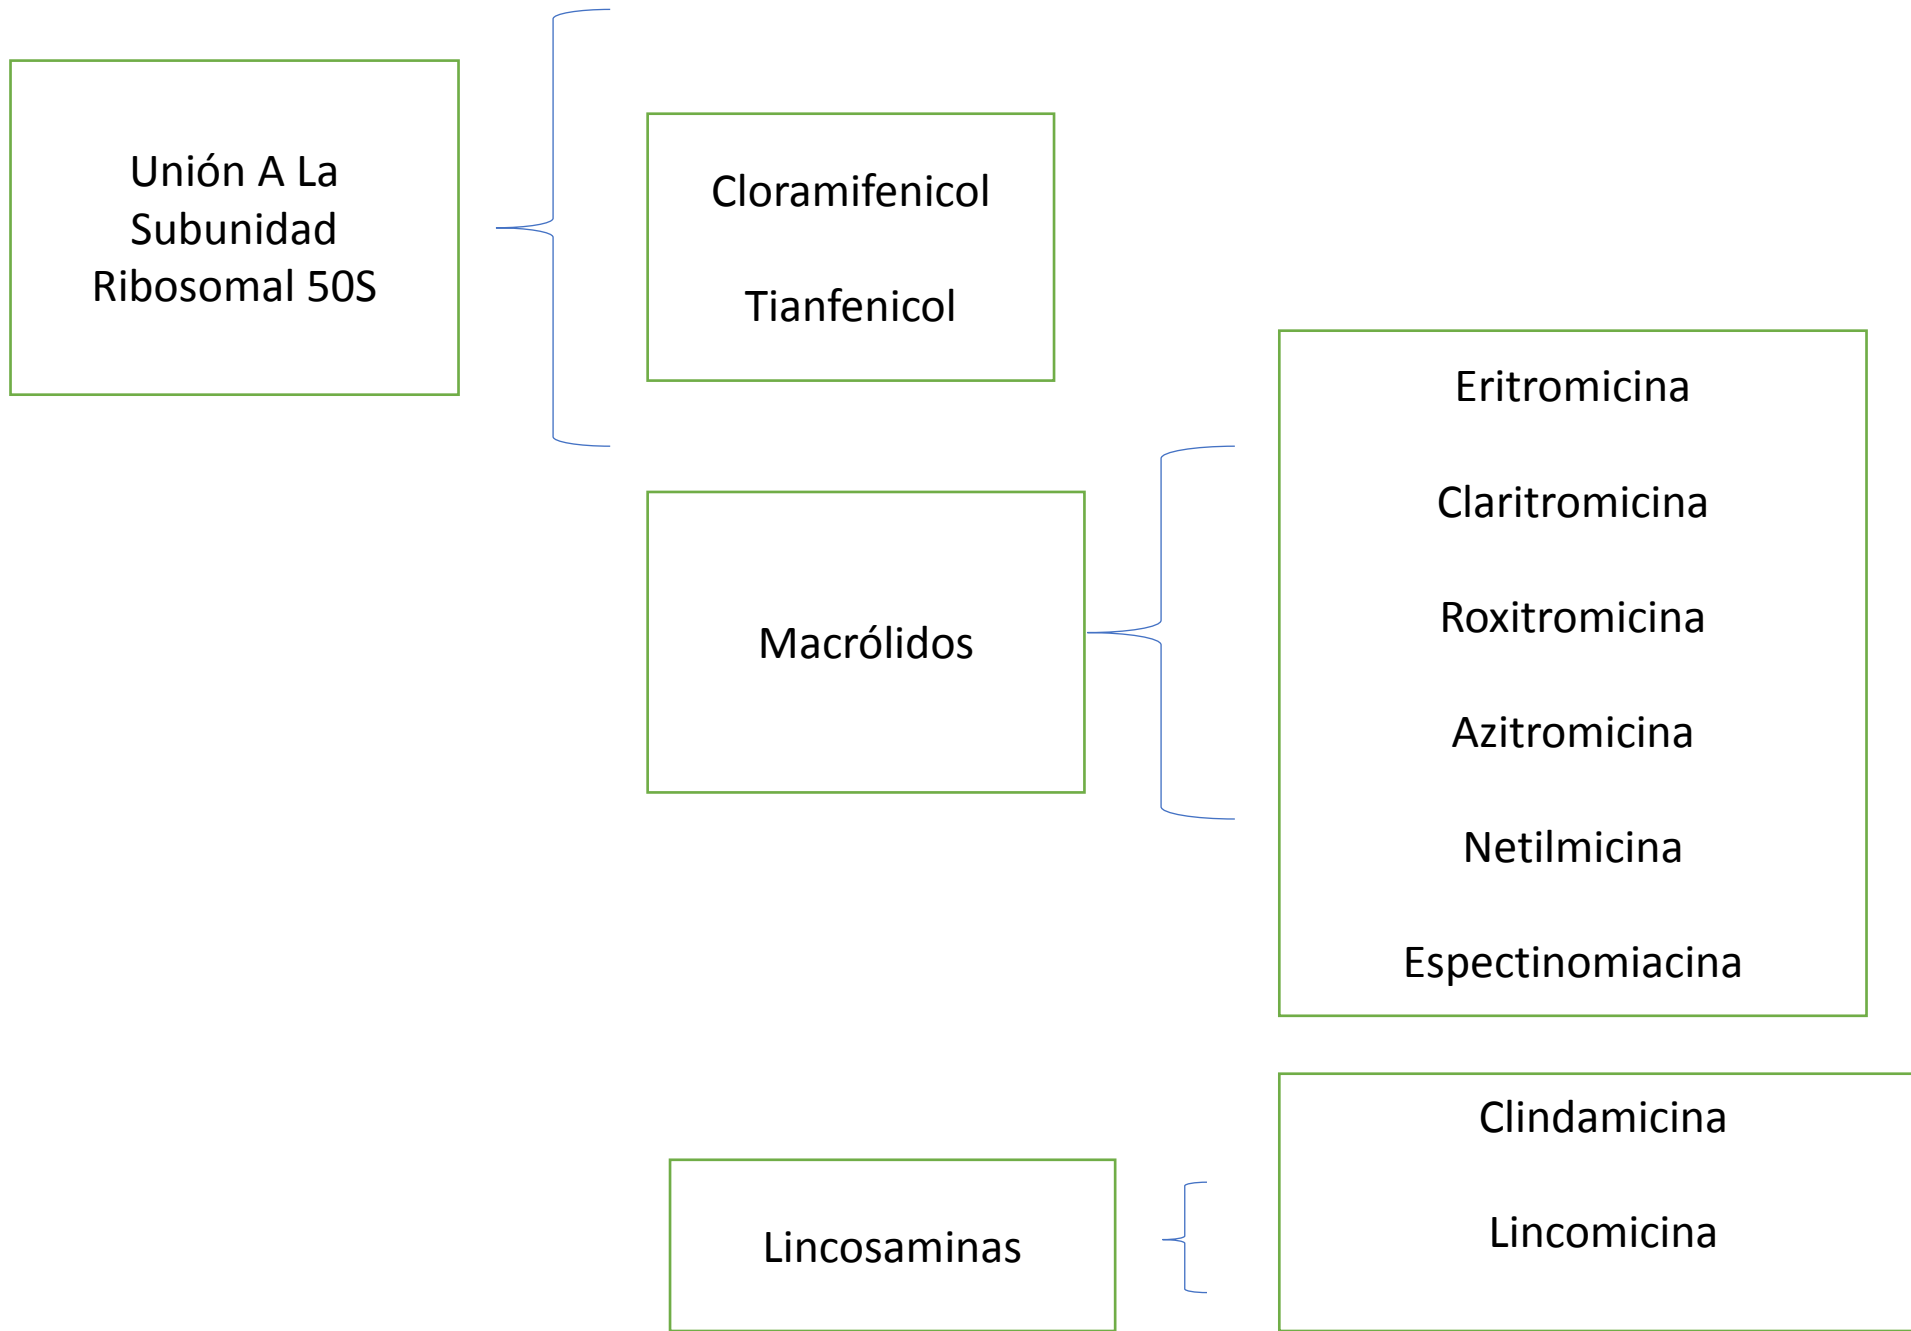 Unión A La
Subunidad
Ribosomal 50S
Cloramifenicol
Tianfenicol
Macrólidos
Eritromicina
Claritromicina
Roxitromicina
Azitromicina
Netilmicina
Espectinomiacina
Lincosaminas
Clindamicina
Lincomicina